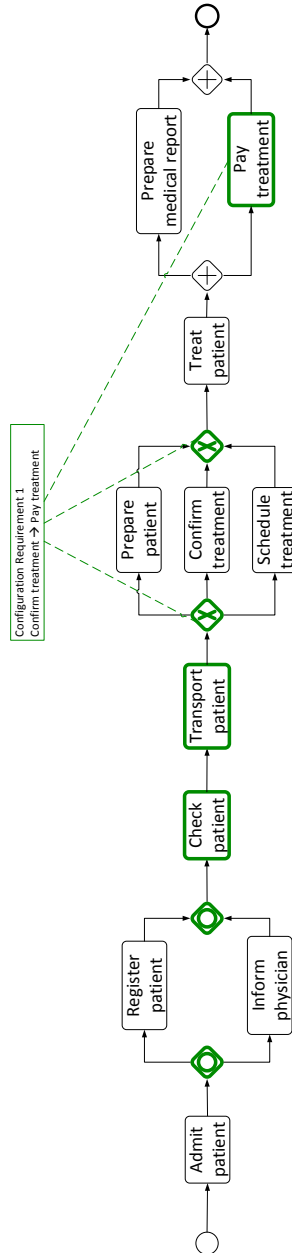 Configuration Requirement 1
Confirm treatment → Pay treatment
Admit
patient
Register
patient
Inform
physician
Check
patient
Transport
patient
Prepare
patient
Confirm
treatment
Schedule
treatment
Treat
patient
Prepare
medical report
Pay
treatment